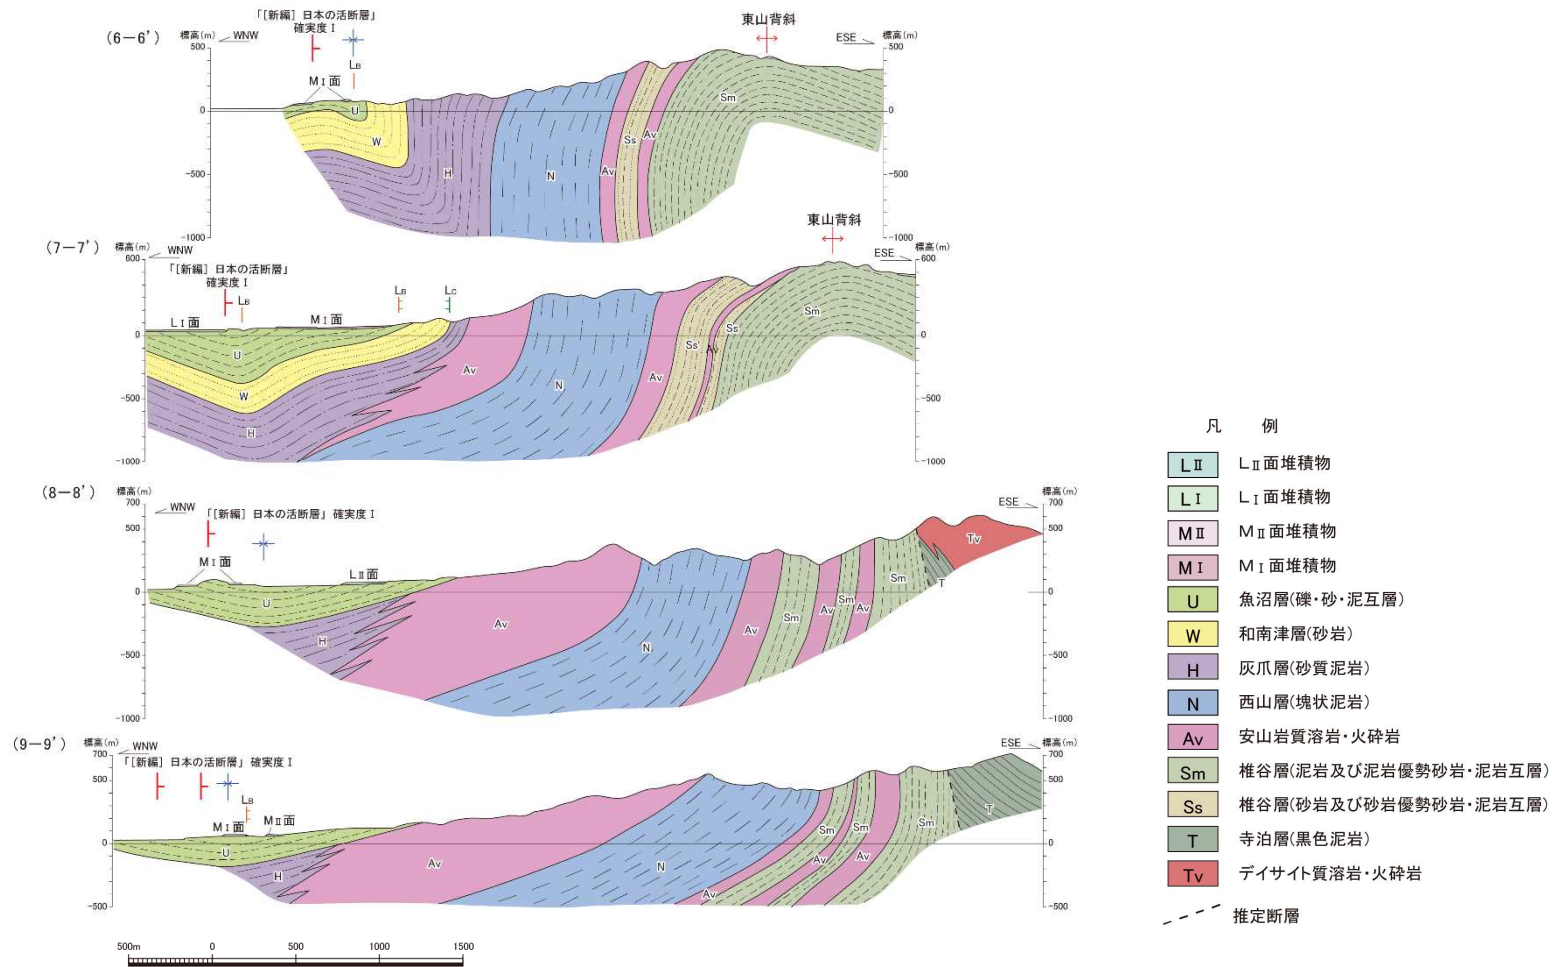 (6-6')
標高(m)
WNW
「[新編] 日本の活断層」
確実度Ⅰ
LB
MⅠ面
東山背斜
ESE
標高(m)
500
0
-500
-1000
500
0
-500
-1000
U
W
H
N
Av
Ss
Av
Sm
(7-7')
標高(m)
WNW
「[新編] 日本の活断層」
確実度Ⅰ
LB
LB
LC
LⅠ面
MⅠ面
東山背斜
ESE
標高(m)
600
0
-500
-1000
600
0
-500
-1000
U
W
H
Av
N
Av
Ss
Av
Ss
Sm
(8-8')
標高(m)
WNW
「[新編] 日本の活断層」 確実度Ⅰ
MⅠ面
LⅡ面
ESE
標高(m)
700
500
0
-500
-1000
700
500
0
-500
-1000
U
H
Av
N
Av
Sm
Av
Sm
Av
Sm
T
Tv
(9-9')
標高(m)
WNW
「[新編] 日本の活断層」 確実度Ⅰ
LB
MⅠ面
MⅡ面
ESE
標高(m)
700
500
0
-500
700
500
0
-500
U
H
Av
N
Av
Sm
Av
Sm
Av
Sm
T
500m 0 500 1000 1500
凡 例
LⅡ LⅡ面堆積物
LⅠ LⅠ面堆積物
MⅡ MⅡ面堆積物
MⅠ MⅠ面堆積物
U 魚沼層(礫・砂・泥互層)
W 和南津層(砂岩)
H 灰爪層(砂質泥岩)
N 西山層(塊状泥岩)
Av 安山岩質溶岩・火砕岩
Sm 椎谷層(泥岩及び泥岩優勢砂岩・泥岩互層)
Ss 椎谷層(砂岩及び砂岩優勢砂岩・泥岩互層)
T 寺泊層(黒色泥岩)
Tv デイサイト質溶岩・火砕岩
推定断層